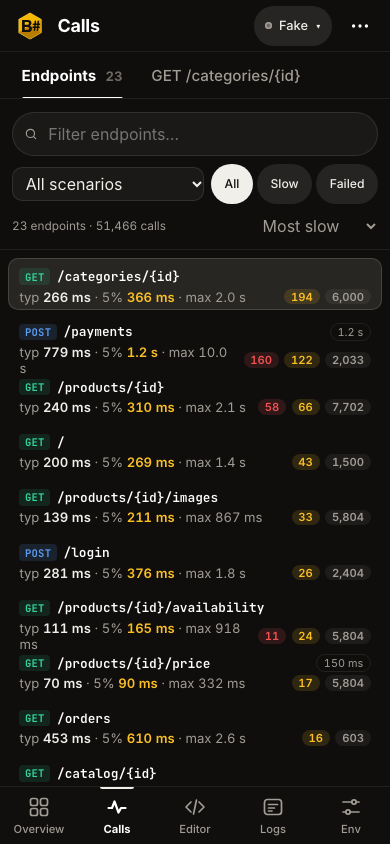 B# Calls Fake
Endpoints 23 GET /categories/{id}
Filter endpoints...
All scenarios All Slow Failed
23 endpoints · 51,466 calls Most slow
GET /categories/{id}
typ 266 ms · 5% 366 ms · max 2.0 s 194 6,000
POST /payments 1.2 s
typ 779 ms · 5% 1.2 s · max 10.0
s 160 122 2,033
GET /products/{id}
typ 240 ms · 5% 310 ms · max 2.1 s 58 66 7,702
GET /
typ 200 ms · 5% 269 ms · max 1.4 s 43 1,500
GET /products/{id}/images
typ 139 ms · 5% 211 ms · max 867 ms 33 5,804
POST /login
typ 281 ms · 5% 376 ms · max 1.8 s 26 2,404
GET /products/{id}/availability
typ 111 ms · 5% 165 ms · max 918
ms 11 24 5,804
GET /products/{id}/price 150 ms
typ 70 ms · 5% 90 ms · max 332 ms 17 5,804
GET /orders
typ 453 ms · 5% 610 ms · max 2.6 s 16 603
GET /catalog/{id}
Overview Calls Editor Logs Env